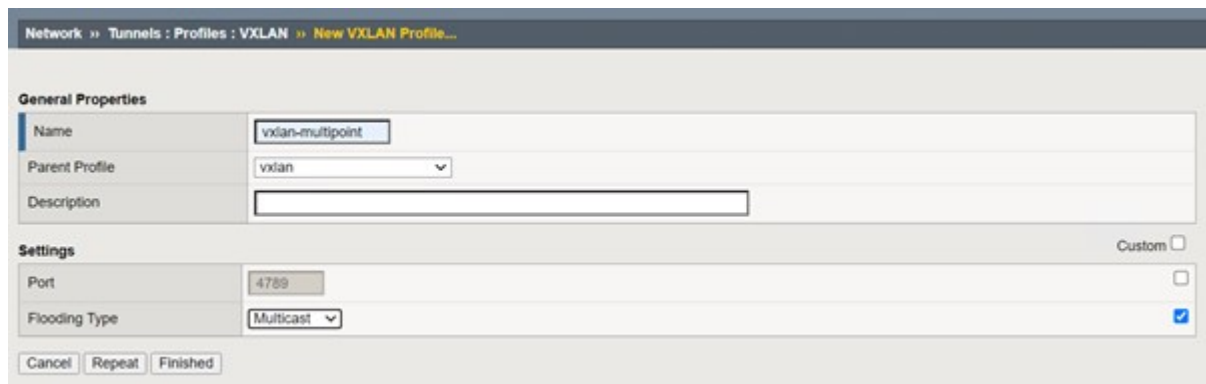 Network ›› Tunnels : Profiles : VXLAN ›› New VXLAN Profile...
General Properties
Name vxlan-multipoint
Parent Profile vxlan
Description
Settings Custom
Port 4789
Flooding Type Multicast
Cancel Repeat Finished